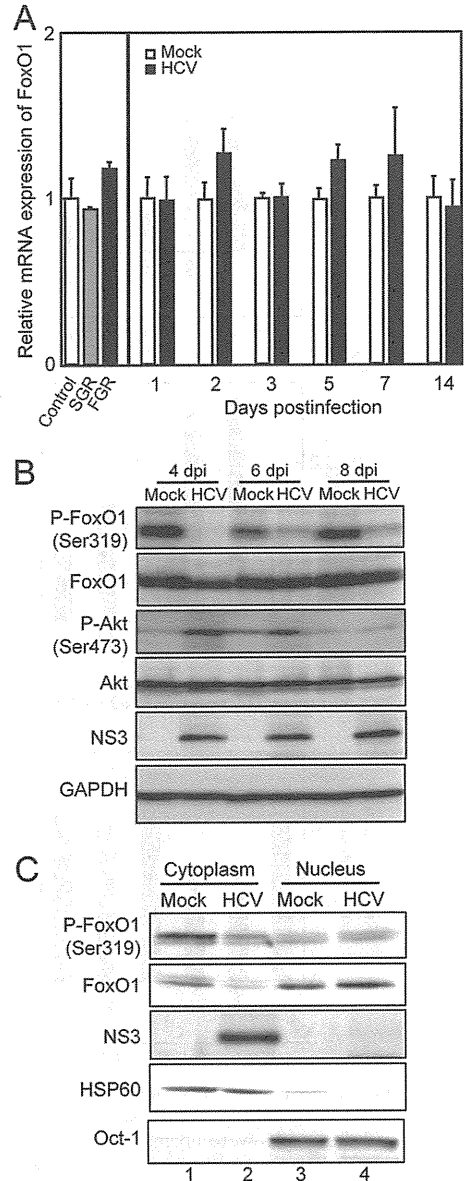 A
Relative mRNA expression of FoxO1
2
1
0
Mock
HCV
Control
SGR
FGR
1 2 3 5 7 14
Days postinfection
B
4 dpi 6 dpi 8 dpi
Mock HCV Mock HCV Mock HCV
P-FoxO1
(Ser319)
FoxO1
P-Akt
(Ser473)
Akt
NS3
GAPDH
C
Cytoplasm Nucleus
Mock HCV Mock HCV
P-FoxO1
(Ser319)
FoxO1
NS3
HSP60
Oct-1
1 2 3 4